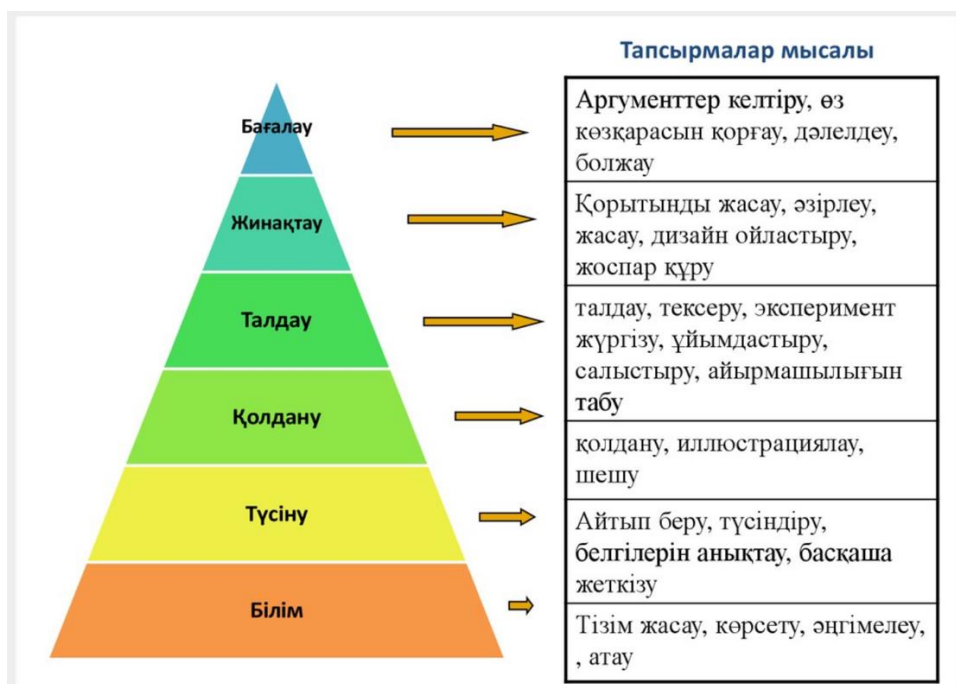 Тапсырмалар мысалы
Бағалау
Аргументтер келтіру, өз
көзқарасын қорғау, дәлелдеу,
болжау
Жинақтау
Қорытынды жасау, әзірлеу,
жасау, дизайн ойластыру,
жоспар құру
Талдау
талдау, тексеру, эксперимент
жүргізу, ұйымдастыру,
салыстыру, айырмашылығын
табу
Қолдану
қолдану, иллюстрациялау,
шешу
Түсіну
Айтып беру, түсіндіру,
белгілерін анықтау, басқаша
жеткізу
Білім
Тізім жасау, көрсету, әңгімелеу,
, атау